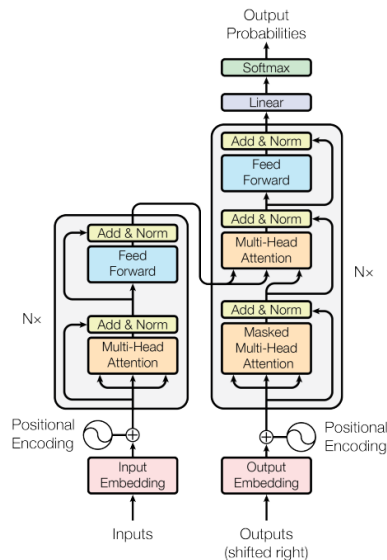 Output
Probabilities
Softmax
Linear
Add & Norm
Feed
Forward
Add & Norm
Multi-Head
Attention
Nx
Add & Norm
Masked
Multi-Head
Attention
Positional
Encoding
Output
Embedding
Outputs
(shifted right)
Add & Norm
Feed
Forward
Nx
Add & Norm
Multi-Head
Attention
Positional
Encoding
Input
Embedding
Inputs